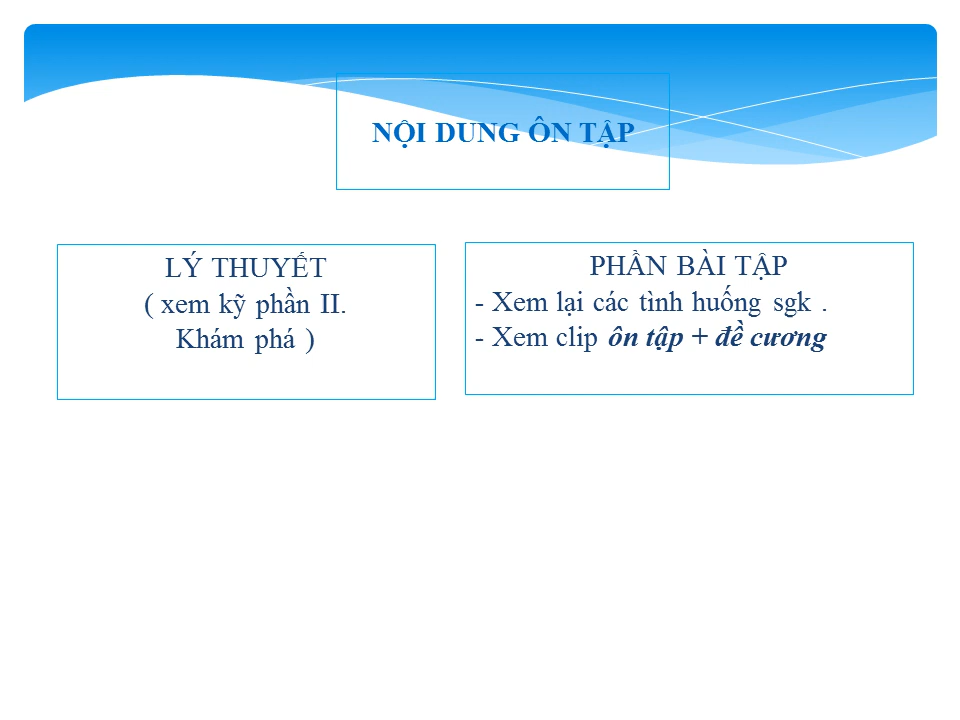 NỘI DUNG ÔN TẬP
LÝ THUYẾT
( xem kỹ phần II.
Khám phá )
PHẦN BÀI TẬP
- Xem lại các tình huống sgk .
- Xem clip ôn tập + đề cương